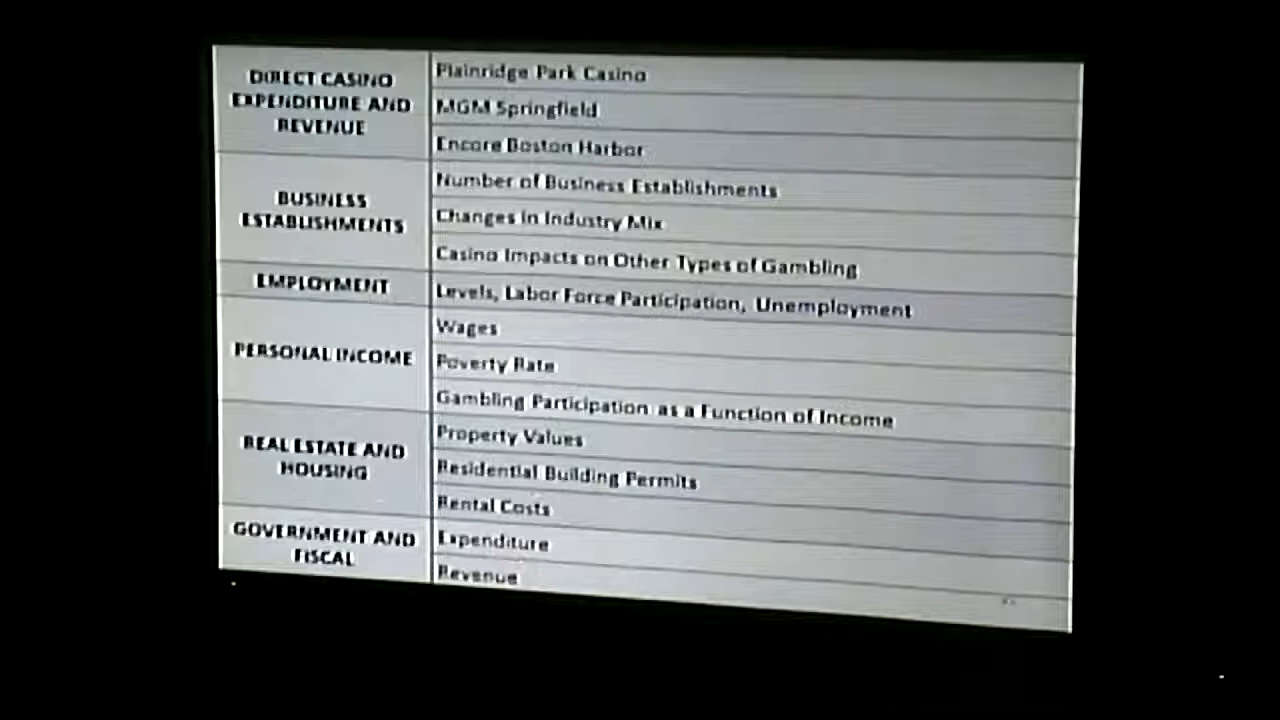 DIRECT CASINO
EXPENDITURE AND
REVENUE
Plainridge Park Casino
MGM Springfield
Encore Boston Harbor
BUSINESS
ESTABLISHMENTS
Number of Business Establishments
Changes in Industry Mix
Casino Impacts on Other Types of Gambling
EMPLOYMENT
Levels, Labor Force Participation, Unemployment
PERSONAL INCOME
Wages
Poverty Rate
Gambling Participation as a Function of Income
REAL ESTATE AND
HOUSING
Property Values
Residential Building Permits
Rental Costs
GOVERNMENT AND
FISCAL
Expenditure
Revenue